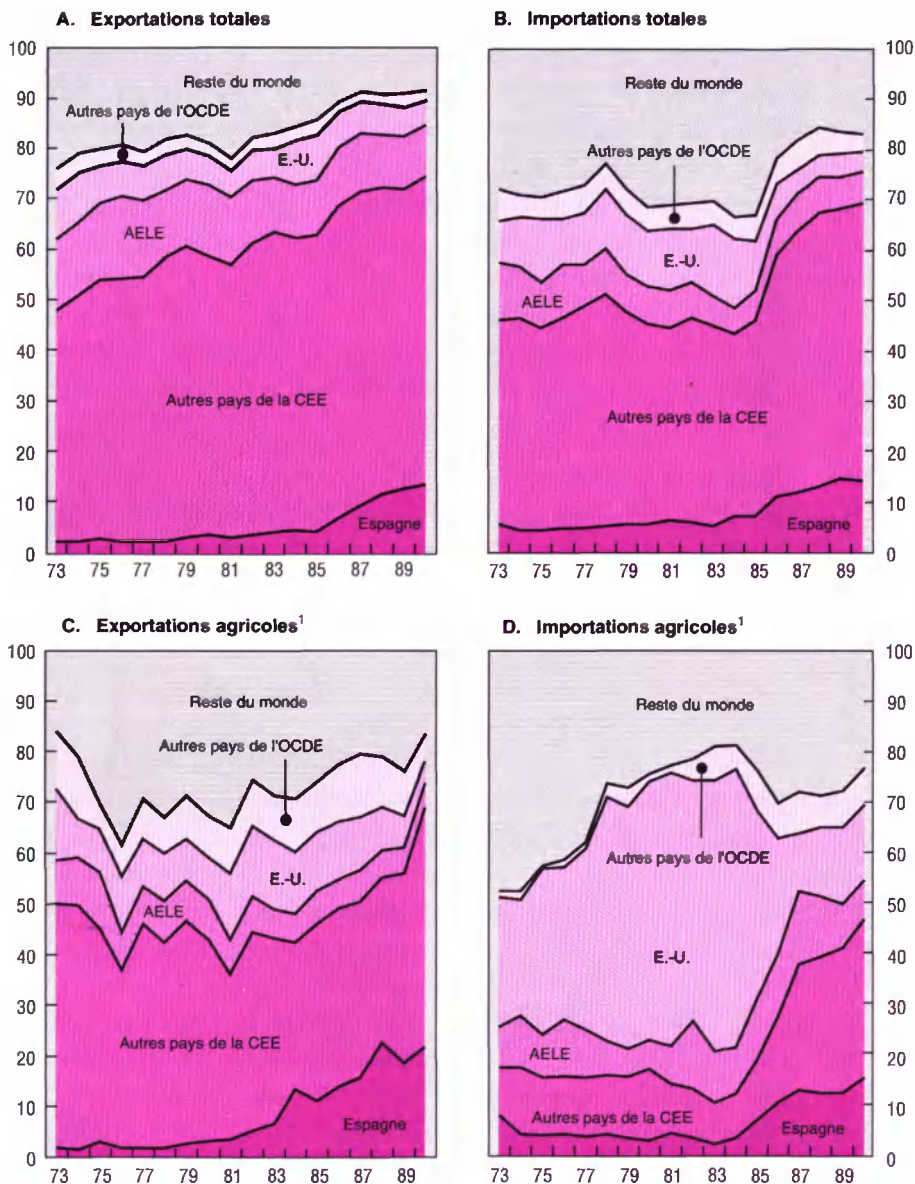 A. Exportations totales
B. Importations totales
100
90
80
70
60
50
40
30
20
10
0
Reste du monde
Autres pays de l'OCDE
E.-U.
AELE
Autres pays de la CEE
Espagne
73 75 77 79 81 83 85 87 89
Reste du monde
Autres pays de l'OCDE
E.-U.
AELE
Autres pays de la CEE
Espagne
100
90
80
70
60
50
40
30
20
10
0
73 75 77 79 81 83 85 87 89
C. Exportations agricoles¹
D. Importations agricoles¹
100
90
80
70
60
50
40
30
20
10
0
Reste du monde
Autres pays de l'OCDE
E.-U.
AELE
Autres pays de la CEE
Espagne
73 75 77 79 81 83 85 87 89
Reste du monde
Autres pays de l'OCDE
E.-U.
AELE
Autres pays de la CEE
Espagne
100
90
80
70
60
50
40
30
20
10
0
73 75 77 79 81 83 85 87 89